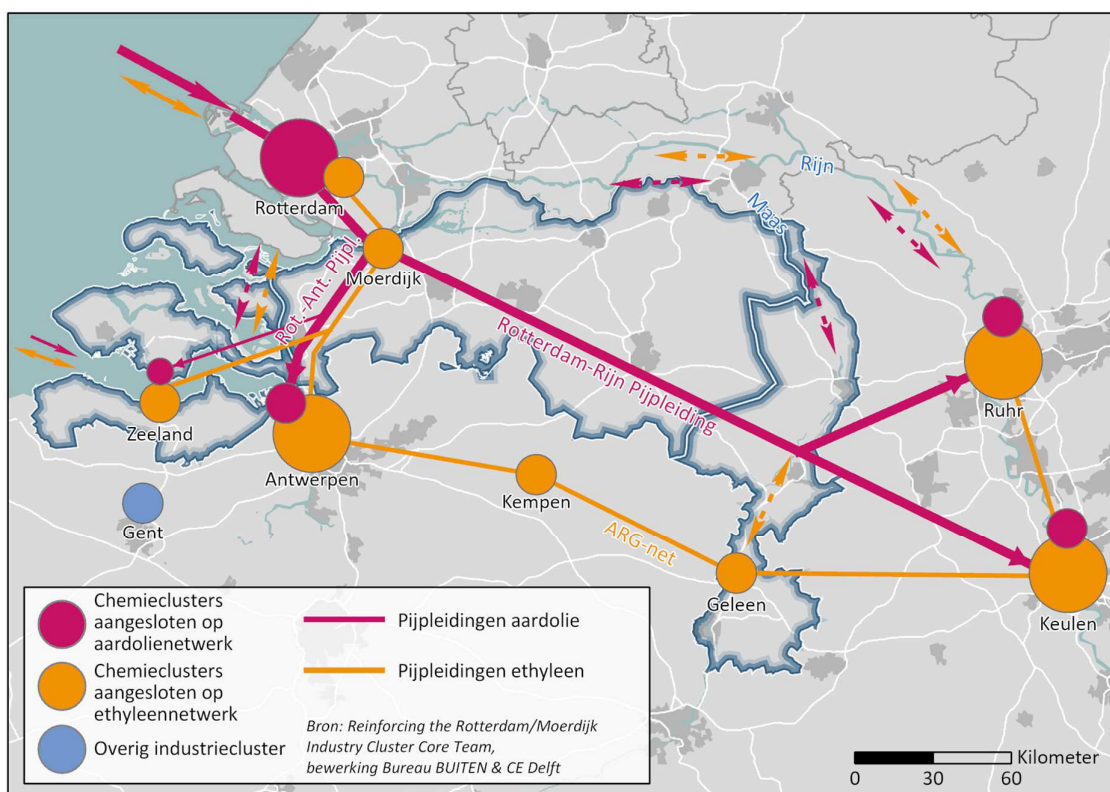 Rijn
Maas
Rotterdam
Moerdijk
Rot.-Ant. Pijpl.
Rotterdam-Rijn Pijpleiding
Ruhr
Zeeland
Antwerpen
Kempen
Gent
ARG-net
Geleen
Keulen
Chemieclusters
aangesloten op
aardolienetwerk
Chemieclusters
aangesloten op
ethyleennetwerk
Overig industriecluster
Pijpleidingen aardolie
Pijpleidingen ethyleen
Bron: Reinforcing the Rotterdam/Moerdijk
Industry Cluster Core Team,
bewerking Bureau BUITEN & CE Delft
Kilometer
0 30 60